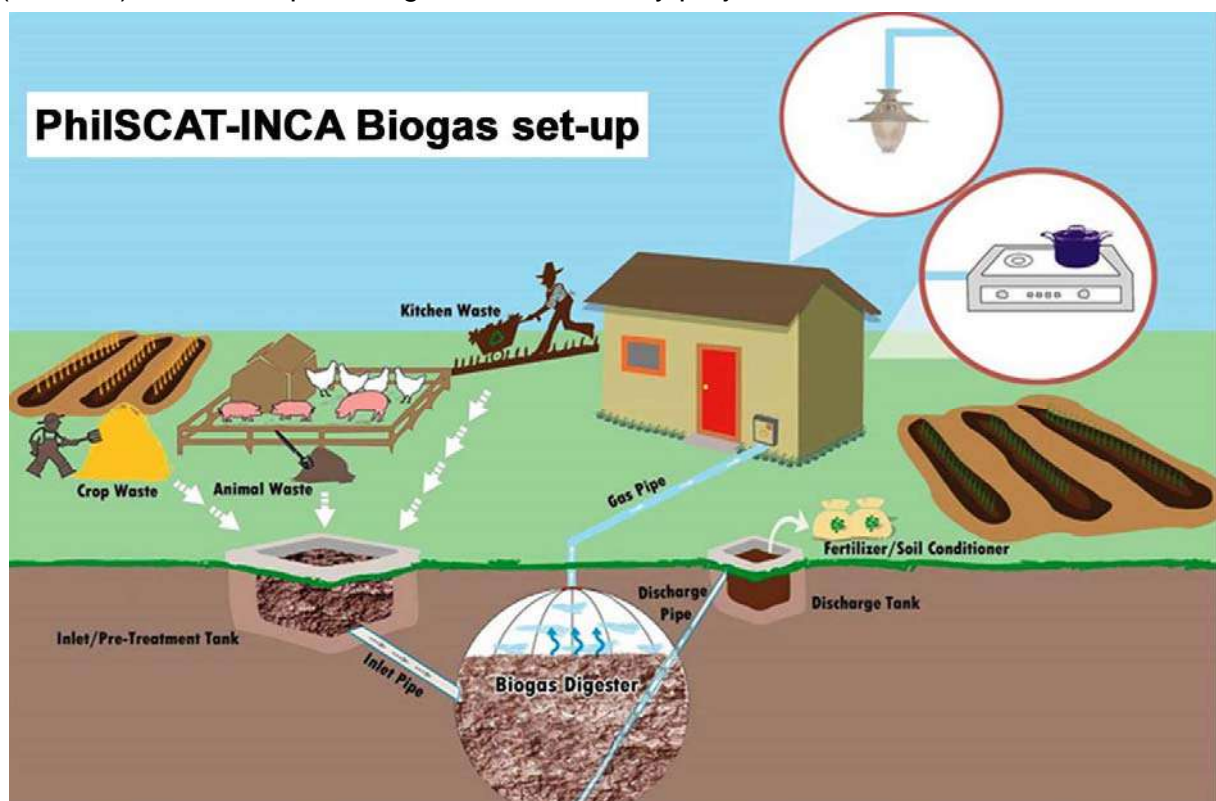 PhilSCAT-INCA Biogas set-up
Kitchen Waste
Crop Waste
Animal Waste
Gas Pipe
Fertilizer/Soil Conditioner
Discharge
Pipe
Discharge Tank
Inlet/Pre-Treatment Tank
Inlet Pipe
Biogas Digester